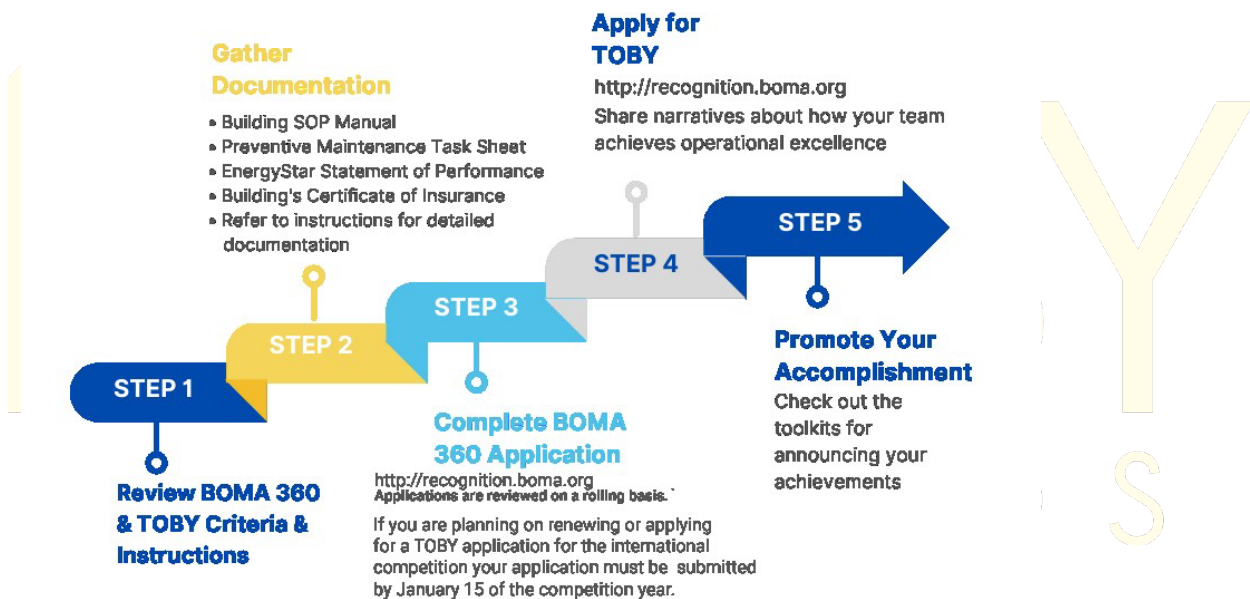 STEP 1
Review BOMA 360
& TOBY Criteria &
Instructions
STEP 2
Gather
Documentation
• Building SOP Manual
• Preventive Maintenance Task Sheet
• EnergyStar Statement of Performance
• Building's Certificate of Insurance
• Refer to instructions for detailed
documentation
STEP 3
Complete BOMA
360 Application
http://recognition.boma.org
Applications are reviewed on a rolling basis.
If you are planning on renewing or applying
for a TOBY application for the international
competition your application must be submitted
by January 15 of the competition year.
STEP 4
Apply for
TOBY
http://recognition.boma.org
Share narratives about how your team
achieves operational excellence
STEP 5
Promote Your
Accomplishment
Check out the
toolkits for
announcing your
achievements
Y
S